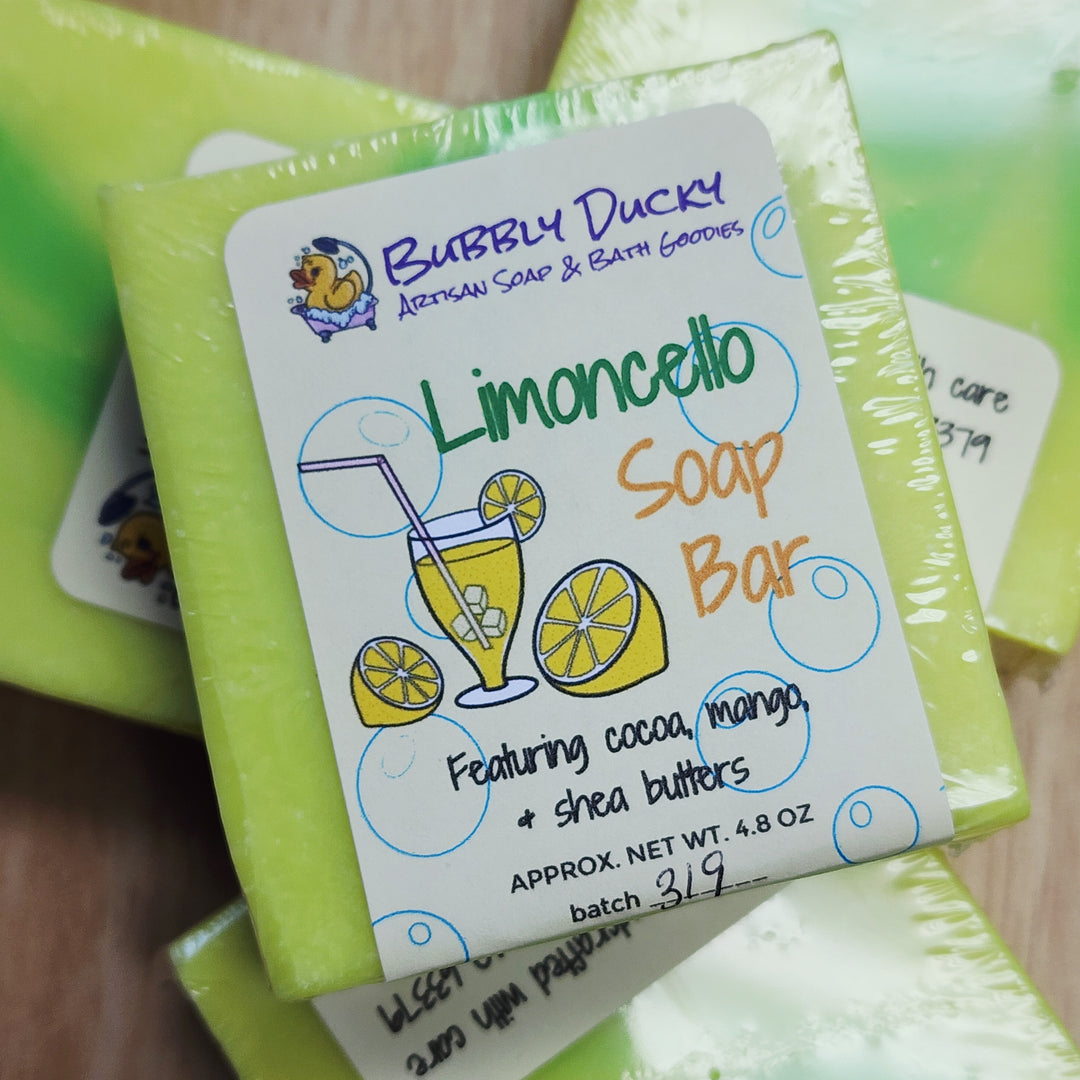 Bubbly Ducky
Artisan Soap & Bath Goodies
Limoncello
Soap
Bar
Featuring cocoa, mango,
& shea butters
APPROX. NET WT. 4.8 OZ
batch 319
care
379
with care
63379